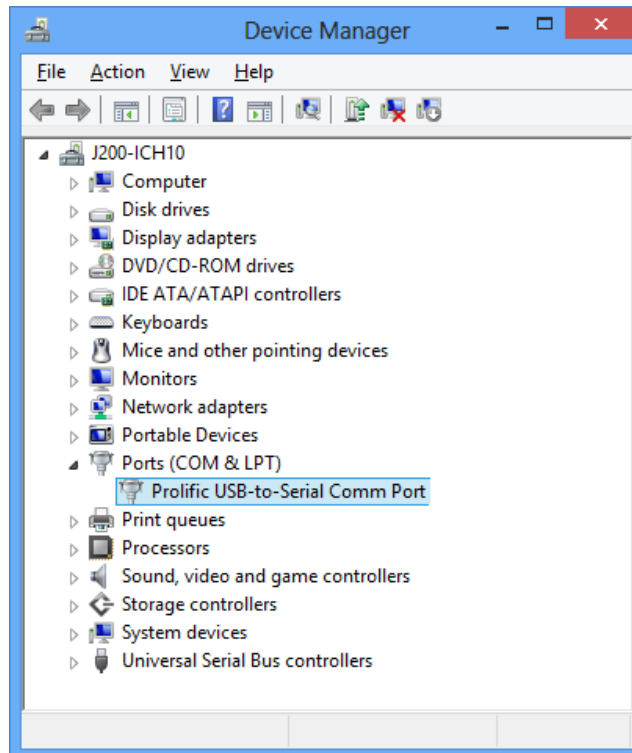 Device Manager
File Action View Help
J200-ICH10
Computer
Disk drives
Display adapters
DVD/CD-ROM drives
IDE ATA/ATAPI controllers
Keyboards
Mice and other pointing devices
Monitors
Network adapters
Portable Devices
Ports (COM & LPT)
Prolific USB-to-Serial Comm Port
Print queues
Processors
Sound, video and game controllers
Storage controllers
System devices
Universal Serial Bus controllers